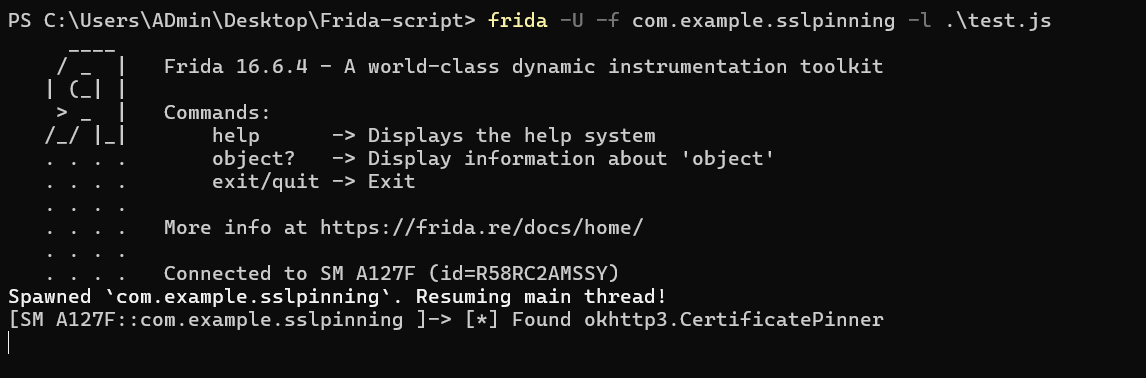 PS C:\Users\ADmin\Desktop\Frida-script> frida -U -f com.example.sslpinning -l .\test.js
     ____
    / _  |   Frida 16.6.4 - A world-class dynamic instrumentation toolkit
   | (_| |
    > _  |   Commands:
   /_/ |_|       help      -> Displays the help system
   . . . .       object?   -> Display information about 'object'
   . . . .       exit/quit -> Exit
   . . . .
   . . . .   More info at https://frida.re/docs/home/
   . . . .
   . . . .   Connected to SM A127F (id=R58RC2AMSSY)
Spawned `com.example.sslpinning`. Resuming main thread!
[SM A127F::com.example.sslpinning ]-> [*] Found okhttp3.CertificatePinner